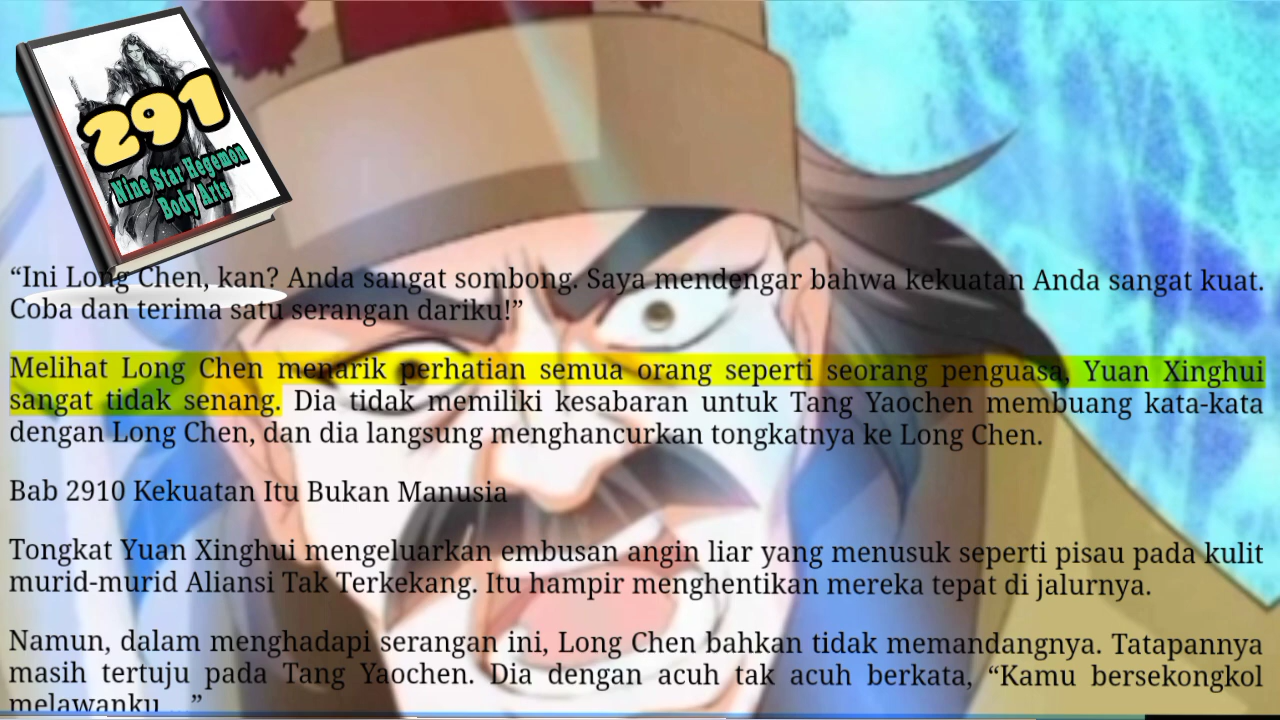 291
Nine Star Hegemon
Body Arts
“Ini Long Chen, kan? Anda sangat sombong. Saya mendengar bahwa kekuatan Anda sangat kuat.
Coba dan terima satu serangan dariku!”
Melihat Long Chen menarik perhatian semua orang seperti seorang penguasa, Yuan Xinghui
sangat tidak senang. Dia tidak memiliki kesabaran untuk Tang Yaochen membuang kata-kata
dengan Long Chen, dan dia langsung menghancurkan tongkatnya ke Long Chen.
Bab 2910 Kekuatan Itu Bukan Manusia
Tongkat Yuan Xinghui mengeluarkan embusan angin liar yang menusuk seperti pisau pada kulit
murid-murid Aliansi Tak Terkekang. Itu hampir menghentikan mereka tepat di jalurnya.
Namun, dalam menghadapi serangan ini, Long Chen bahkan tidak memandangnya. Tatapannya
masih tertuju pada Tang Yaochen. Dia dengan acuh tak acuh berkata, “Kamu bersekongkol
melawanku…”